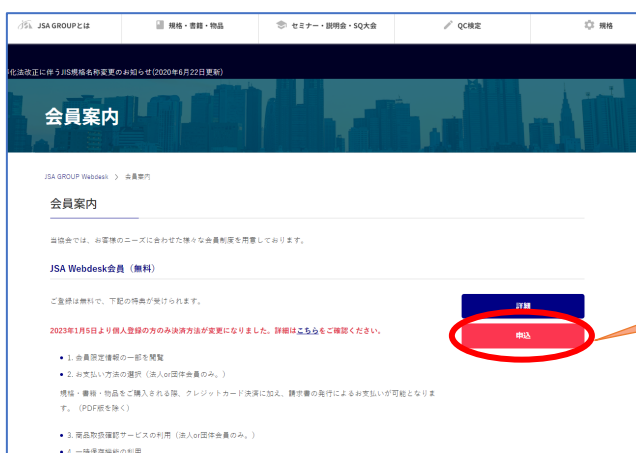 JSA JSA GROUPとは 規格・書籍・物品 セミナー・説明会・SQ大会 QC検定 規格
化法改正に伴うJIS規格名称変更のお知らせ(2020年6月22日更新)
会員案内
JSA GROUP Webdesk > 会員案内
会員案内
当協会では、お客様のニーズに合わせた様々な会員制度を用意しております。
JSA Webdesk会員（無料）
ご登録は無料で、下記の特典が受けられます。
詳細
2023年1月5日より個人登録の方のみ決済方法が変更になりました。詳細はこちらをご確認ください。
申込
• 1. 会員限定情報の一部を閲覧
• 2. お支払い方法の選択（法人or団体会員のみ。）
規格・書籍・物品をご購入される際、クレジットカード決済に加え、請求書の発行によるお支払いが可能となりま
す。（PDF版を除く）
• 3. 商品取扱確認サービスの利用（法人or団体会員のみ。）